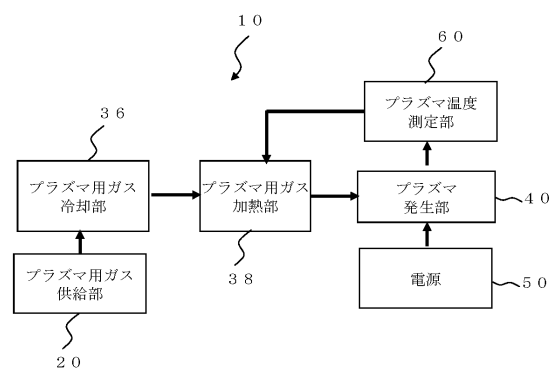 １０
６０
プラズマ温度
測定部
３６
プラズマ用ガス
冷却部
プラズマ用ガス
加熱部
プラズマ
発生部
４０
３８
プラズマ用ガス
供給部
電源
５０
２０